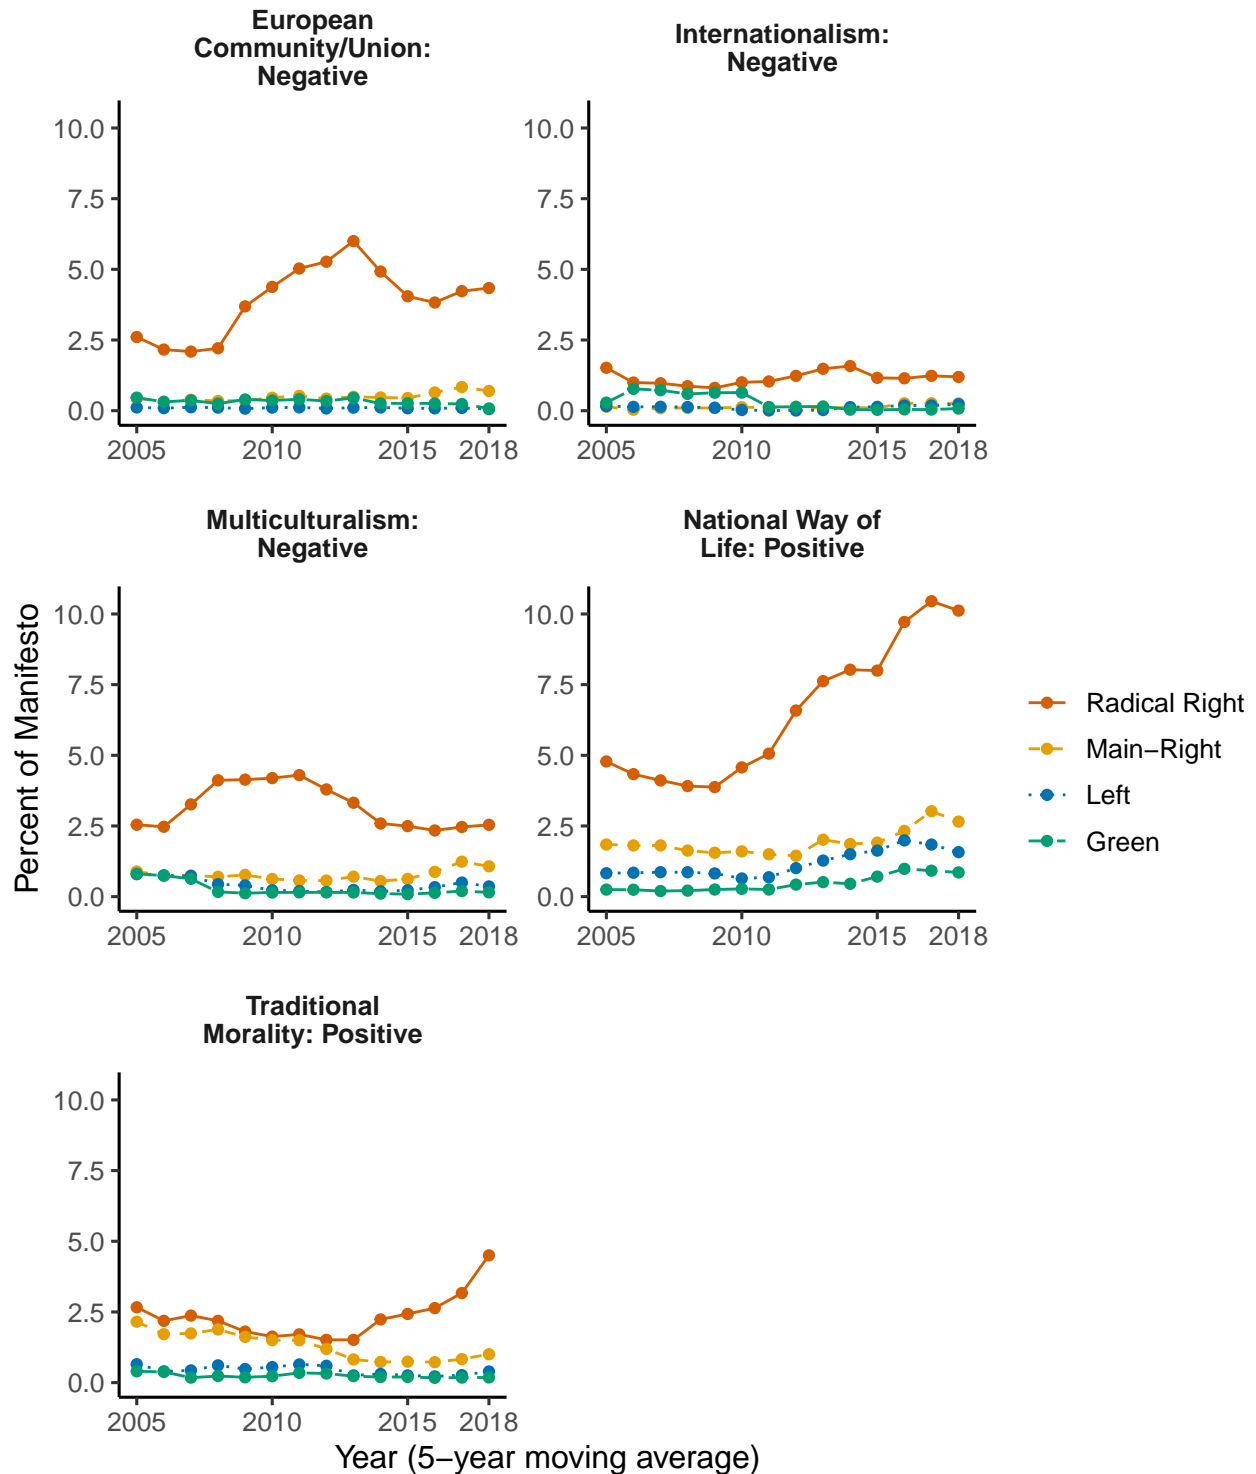 European
Community/Union:
Negative
Internationalism:
Negative
10.0
7.5
5.0
2.5
0.0
2005 2010 2015 2018
10.0
7.5
5.0
2.5
0.0
2005 2010 2015 2018
Multiculturalism:
Negative
National Way of
Life: Positive
10.0
7.5
5.0
2.5
0.0
2005 2010 2015 2018
10.0
7.5
5.0
2.5
0.0
2005 2010 2015 2018
Traditional
Morality: Positive
10.0
7.5
5.0
2.5
0.0
2005 2010 2015 2018
Percent of Manifesto
Year (5−year moving average)
Radical Right
Main−Right
Left
Green